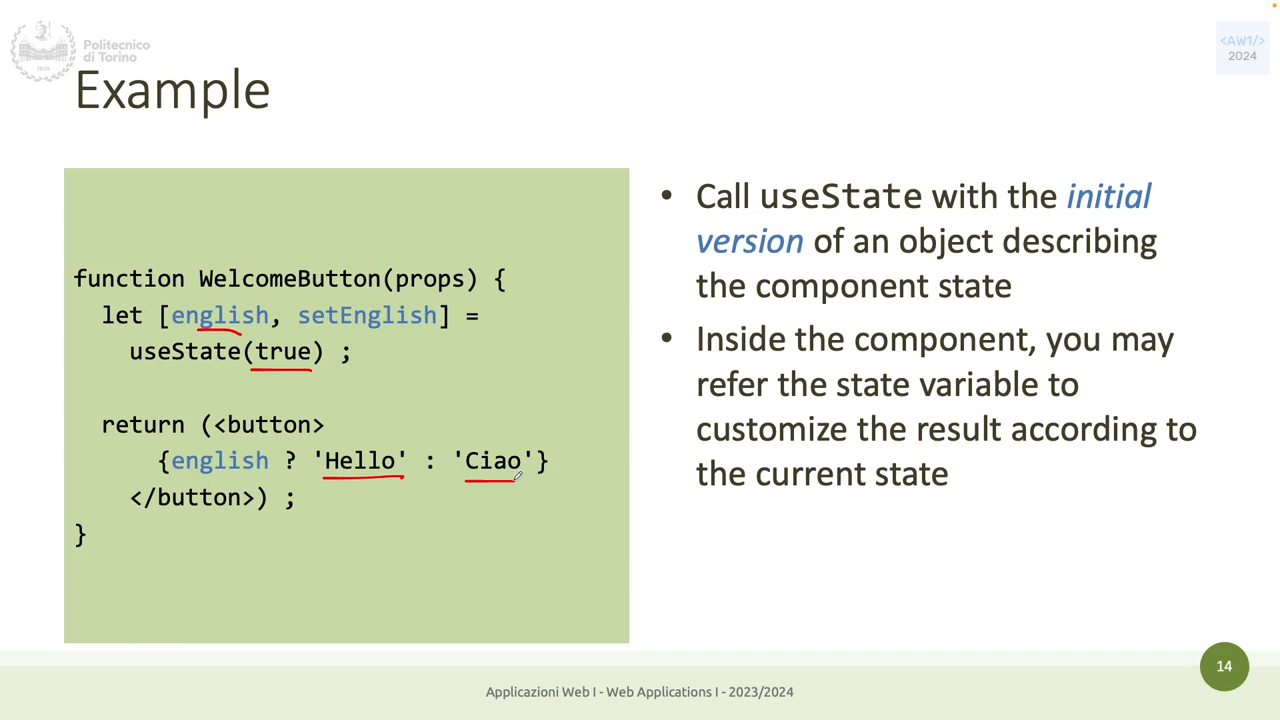 Politecnico
di Torino
1859
<AW1/>
2024
Example
function WelcomeButton(props) {
let [english, setEnglish] =
useState(true) ;
return (<button>
{english ? 'Hello' : 'Ciao'}
</button>) ;
}
• Call useState with the initial
version of an object describing
the component state
• Inside the component, you may
refer the state variable to
customize the result according to
the current state
14
Applicazioni Web I - Web Applications I - 2023/2024